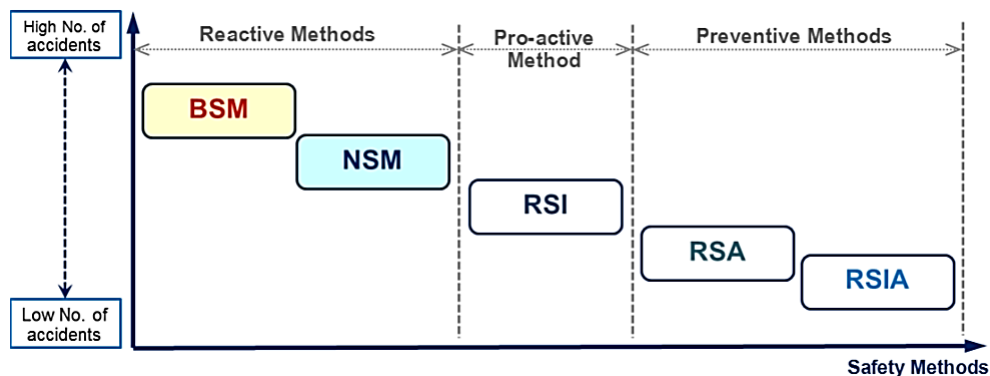 High No. of
accidents
Reactive Methods
Pro-active
Method
Preventive Methods
BSM
NSM
RSI
RSA
RSIA
Low No. of
accidents
Safety Methods